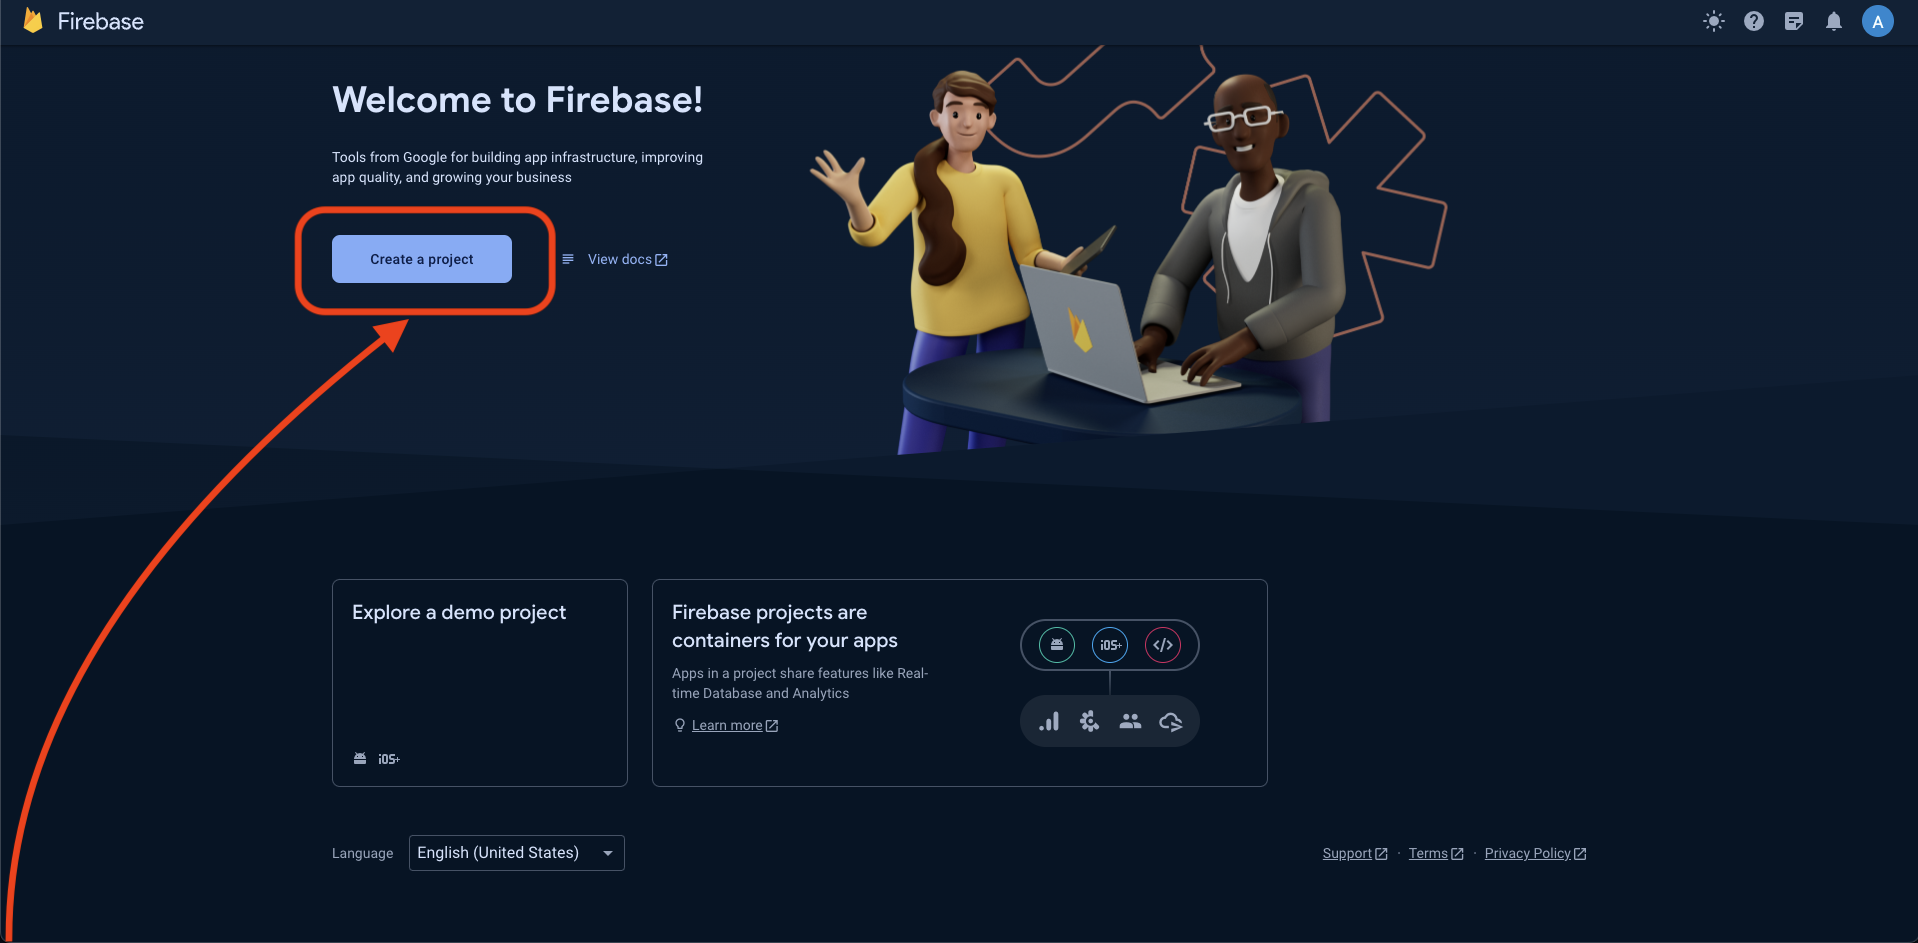 Firebase
A
Welcome to Firebase!
Tools from Google for building app infrastructure, improving
app quality, and growing your business
Create a project
View docs
Explore a demo project
iOS+
Firebase projects are
containers for your apps
Apps in a project share features like Real-
time Database and Analytics
Learn more
iOS+
</>
Language
English (United States)
Support · Terms · Privacy Policy